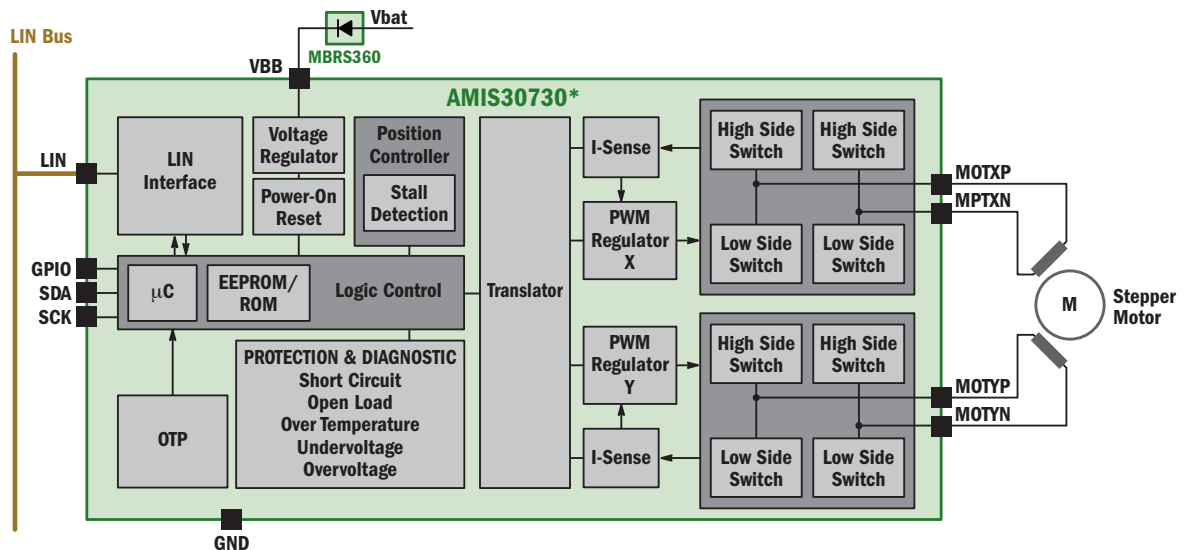 LIN Bus
Vbat
MBRS360
VBB
AMIS30730*
LIN
LIN
Interface
Voltage
Regulator
Power-On
Reset
Position
Controller
Stall
Detection
I-Sense
PWM
Regulator
X
High Side
Switch
High Side
Switch
Low Side
Switch
Low Side
Switch
MOTXP
MPTXN
GPIO
SDA
SCK
µC
EEPROM/
ROM
Logic Control
Translator
M
Stepper
Motor
PROTECTION & DIAGNOSTIC
Short Circuit
Open Load
Over Temperature
Undervoltage
Overvoltage
OTP
PWM
Regulator
Y
I-Sense
High Side
Switch
High Side
Switch
Low Side
Switch
Low Side
Switch
MOTYP
MOTYN
GND